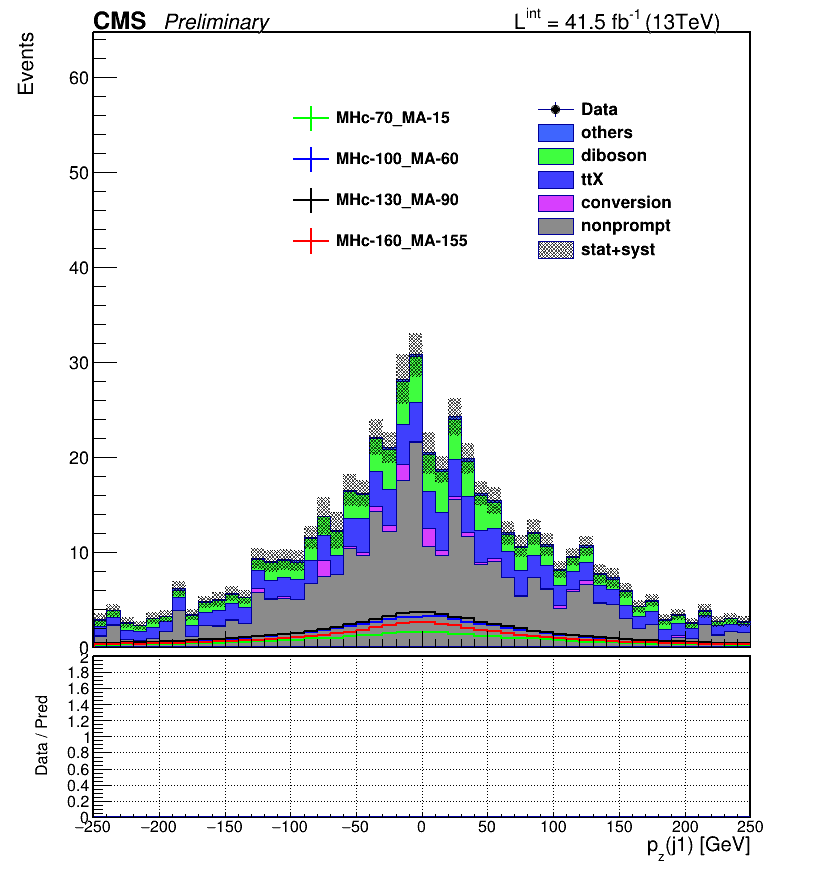 CMS Preliminary
L^int = 41.5 fb^-1 (13TeV)
Events
60
50
40
30
20
10
0
MHc-70_MA-15
MHc-100_MA-60
MHc-130_MA-90
MHc-160_MA-155
Data
others
diboson
ttX
conversion
nonprompt
stat+syst
Data / Pred
2
1.8
1.6
1.4
1.2
1
0.8
0.6
0.4
0.2
0
−250 −200 −150 −100 −50 0 50 100 150 200 250
p_z(j1) [GeV]